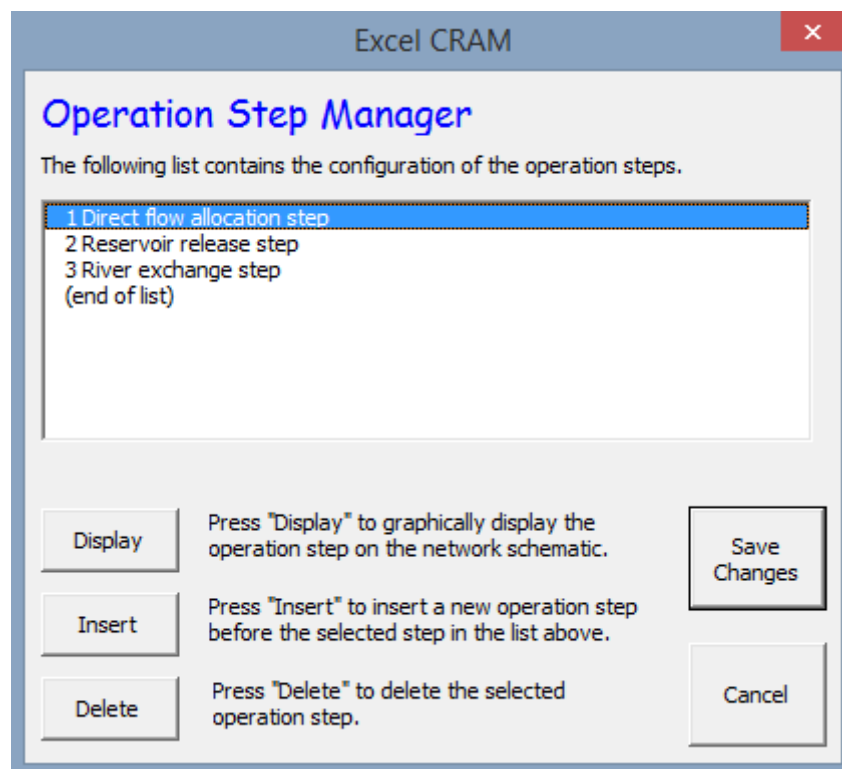 Excel CRAM
Operation Step Manager
The following list contains the configuration of the operation steps.
1 Direct flow allocation step
2 Reservoir release step
3 River exchange step
(end of list)
Display
Press "Display" to graphically display the
operation step on the network schematic.
Save
Changes
Insert
Press "Insert" to insert a new operation step
before the selected step in the list above.
Delete
Press "Delete" to delete the selected
operation step.
Cancel